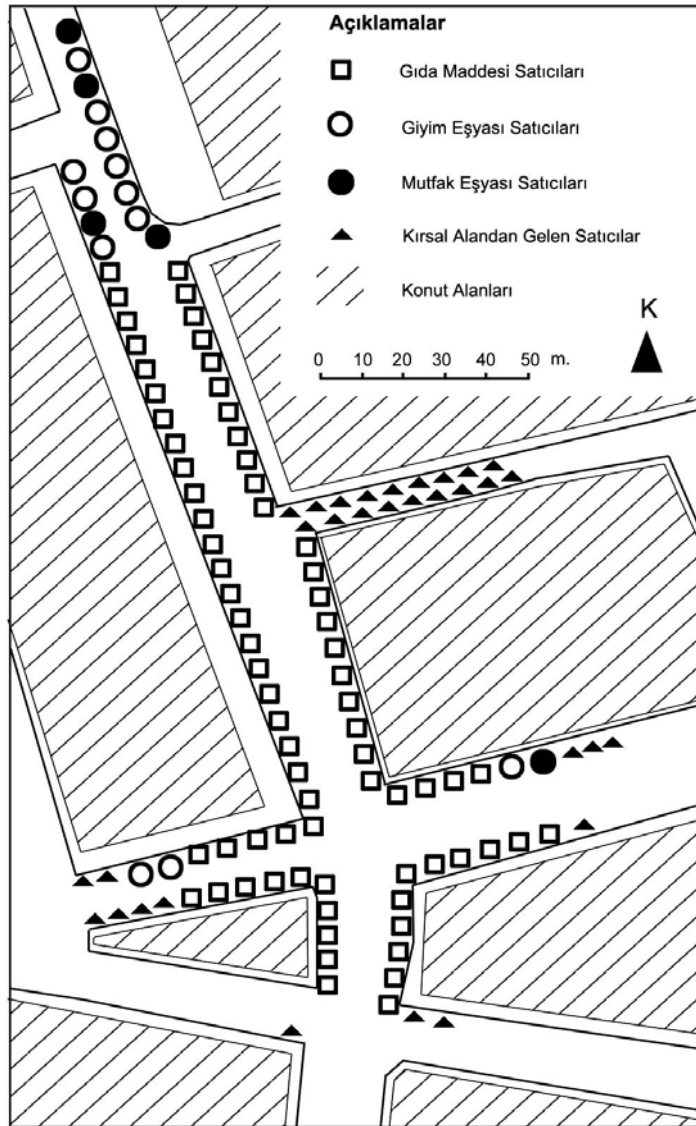 Açıklamalar
Gıda Maddesi Satıcıları
Giyim Eşyası Satıcıları
Mutfak Eşyası Satıcıları
Kırsal Alandan Gelen Satıcılar
Konut Alanları
K
0 10 20 30 40 50 m.